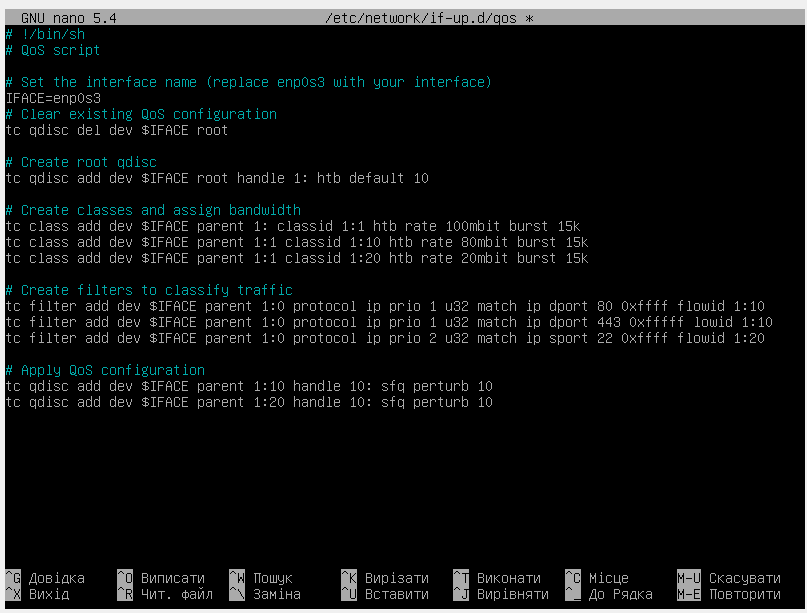 GNU nano 5.4 /etc/network/if-up.d/qos *
# !/bin/sh
# QoS script
# Set the interface name (replace enp0s3 with your interface)
IFACE=enp0s3
# Clear existing QoS configuration
tc qdisc del dev $IFACE root
# Create root qdisc
tc qdisc add dev $IFACE root handle 1: htb default 10
# Create classes and assign bandwidth
tc class add dev $IFACE parent 1: classid 1:1 htb rate 100mbit burst 15k
tc class add dev $IFACE parent 1:1 classid 1:10 htb rate 80mbit burst 15k
tc class add dev $IFACE parent 1:1 classid 1:20 htb rate 20mbit burst 15k
# Create filters to classify traffic
tc filter add dev $IFACE parent 1:0 protocol ip prio 1 u32 match ip dport 80 0xffff flowid 1:10
tc filter add dev $IFACE parent 1:0 protocol ip prio 1 u32 match ip dport 443 0xfffff lowid 1:10
tc filter add dev $IFACE parent 1:0 protocol ip prio 2 u32 match ip sport 22 0xffff flowid 1:20
# Apply QoS configuration
tc qdisc add dev $IFACE parent 1:10 handle 10: sfq perturb 10
tc qdisc add dev $IFACE parent 1:20 handle 10: sfq perturb 10
^G Довідка ^O Виписати ^W Пошук ^K Вирізати ^T Виконати ^C Місце M-U Скасувати
^X Вихід ^R Чит. файл ^\ Заміна ^U Вставити ^J Вирівняти ^_ До Рядка M-E Повторити